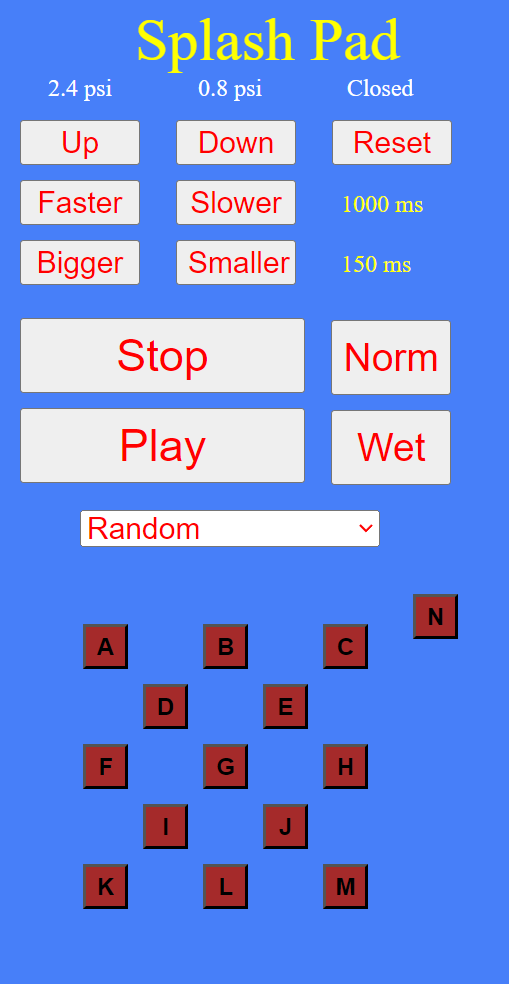 Splash Pad
2.4 psi 0.8 psi Closed
Up Down Reset
Faster Slower 1000 ms
Bigger Smaller 150 ms
Stop Norm
Play Wet
Random
N
A B C
D E
F G H
I J
K L M